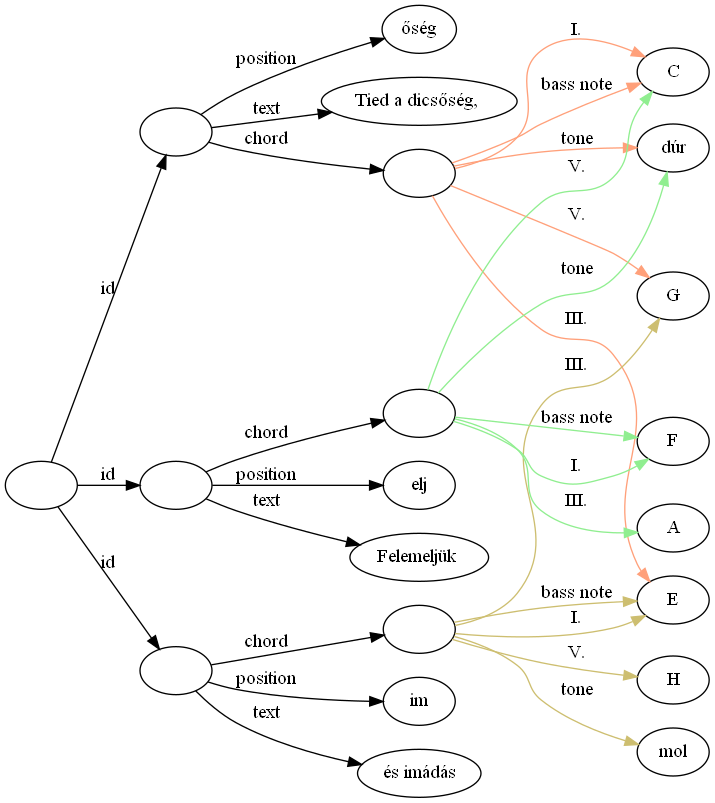 őség
position
I.
C
bass note
text
Tied a dicsőség,
chord
tone
dúr
V.
V.
id
tone
G
III.
III.
chord
bass note
F
id
position
elj
I.
text
III.
A
Felemeljük
id
bass note
E
I.
chord
V.
position
H
tone
im
text
mol
és imádás